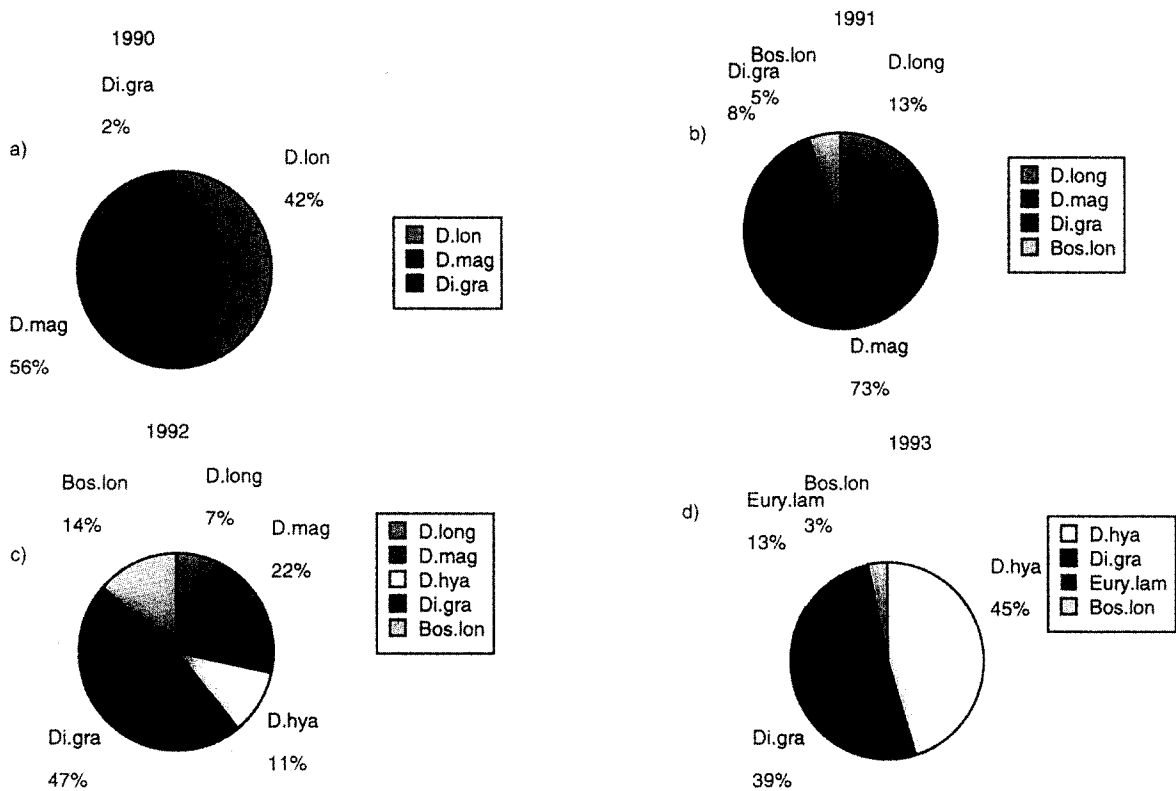 1990
Di.gra
2%
a)
D.lon
42%
D.lon
D.mag
Di.gra
D.mag
56%
1991
Bos.lon
5%
Di.gra
8%
D.long
13%
b)
D.long
D.mag
Di.gra
Bos.lon
D.mag
73%
1992
Bos.lon
14%
D.long
7%
D.mag
22%
c)
D.long
D.mag
D.hya
Di.gra
Bos.lon
D.hya
11%
Di.gra
47%
1993
Bos.lon
3%
Eury.lam
13%
d)
D.hya
45%
D.hya
Di.gra
Eury.lam
Bos.lon
Di.gra
39%